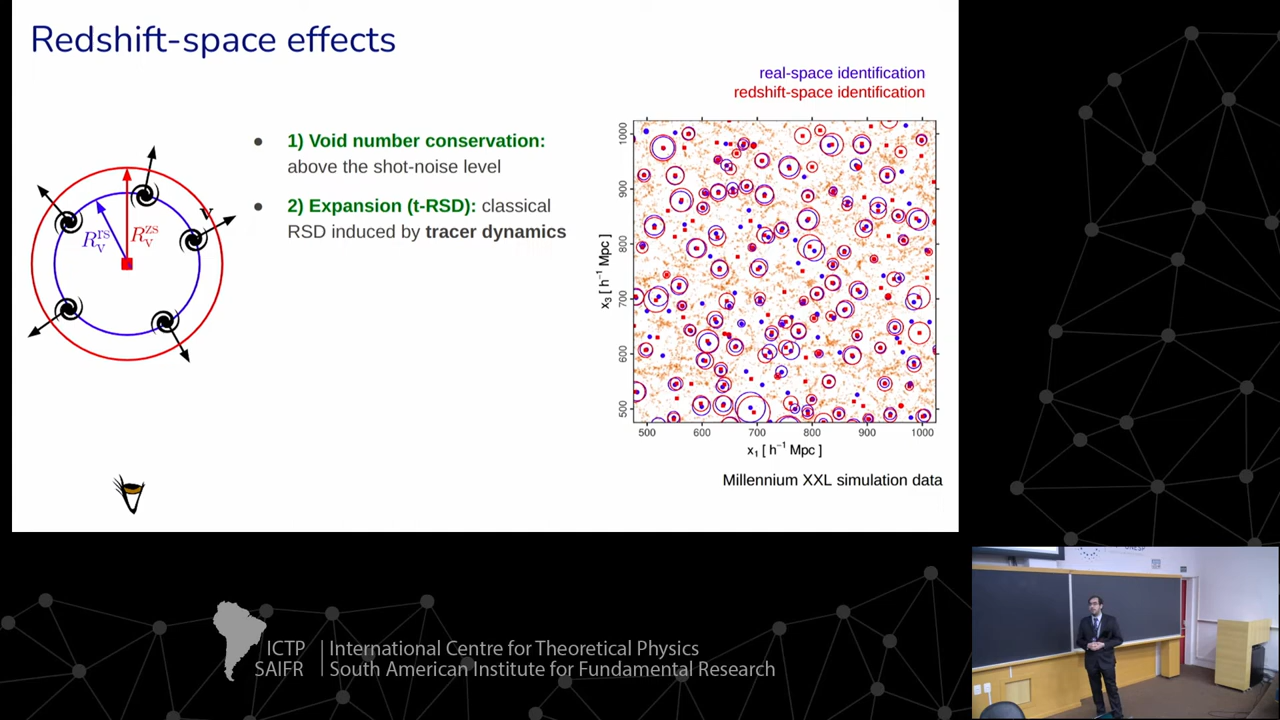 Redshift-space effects
real-space identification
redshift-space identification
1) Void number conservation:
above the shot-noise level
2) Expansion (t-RSD): classical
RSD induced by tracer dynamics
v
R_v^rs
R_v^zs
x₃ [ h⁻¹ Mpc ]
1000
900
800
700
600
500
500 600 700 800 900 1000
x₁ [ h⁻¹ Mpc ]
Millennium XXL simulation data
ICTP International Centre for Theoretical Physics
SAIFR South American Institute for Fundamental Research